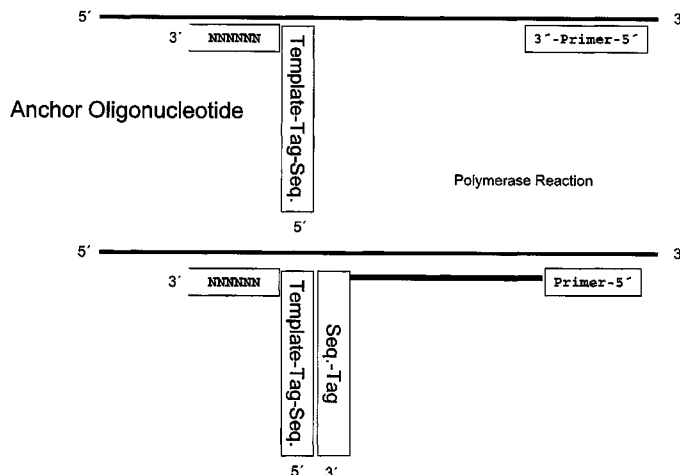 5´ 3´
3´ NNNNNN 3´-Primer-5´
Anchor Oligonucleotide
Template-Tag-Seq.
Polymerase Reaction
5´
5´ 3´
3´ NNNNNN Primer-5´
Template-Tag-Seq.
Seq.-Tag
5´ 3´